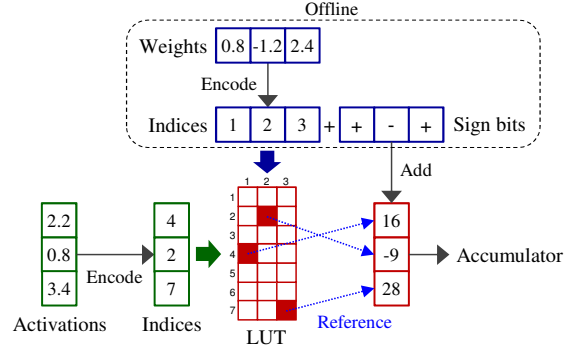 Offline
Weights 0.8 -1.2 2.4
Encode
Indices 1 2 3 + + - + Sign bits
Add
1 2 3
1
2
3
4
5
6
7
2.2
0.8
3.4
Encode
4
2
7
16
-9
28
Accumulator
Activations
Indices
LUT
Reference